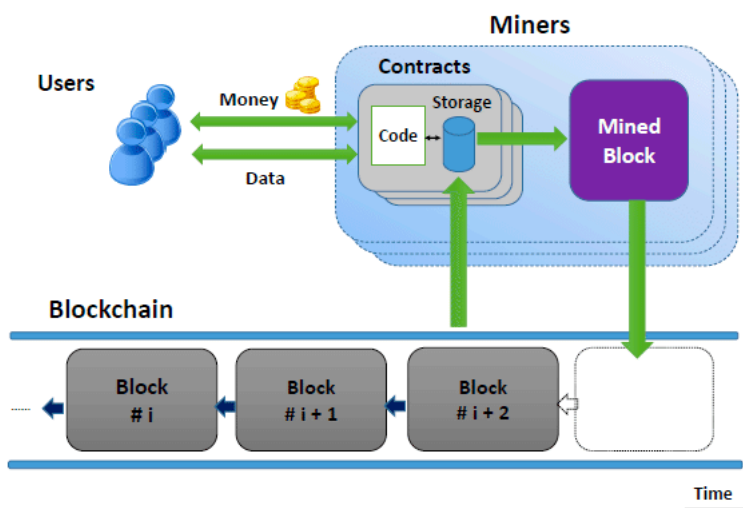 Miners
Users
Contracts
Money
Storage
Code
Mined
Block
Data
Blockchain
Block
# i
Block
# i + 1
Block
# i + 2
Time